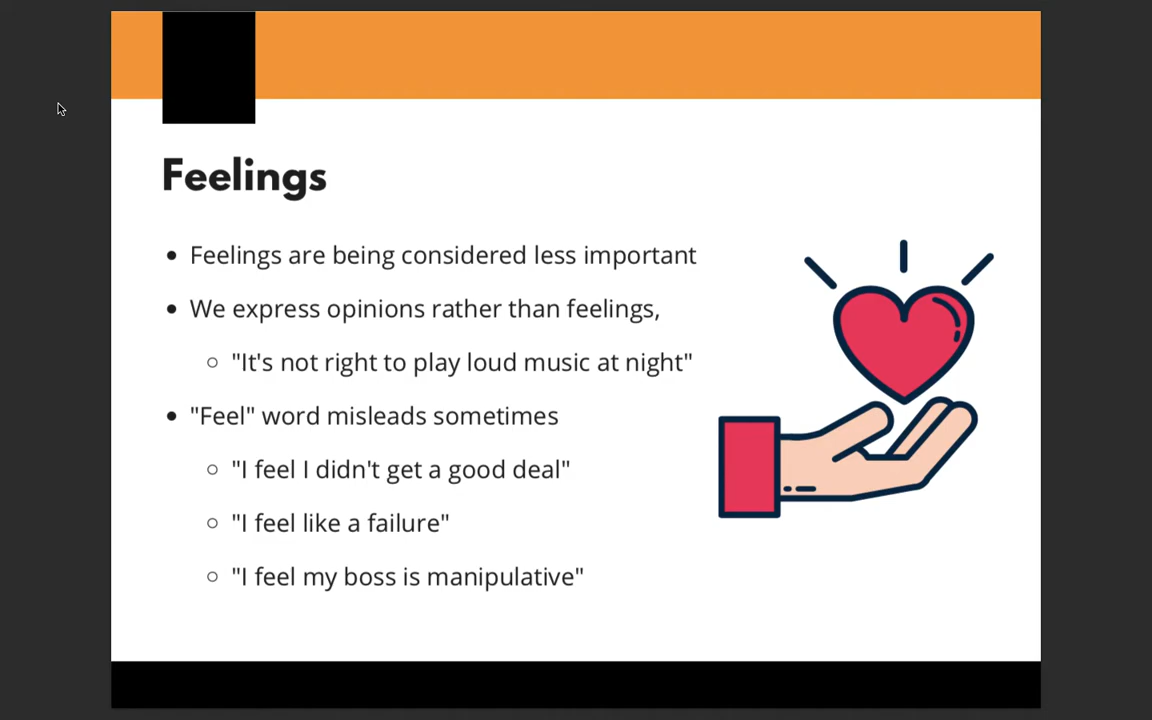 Feelings
Feelings are being considered less important
We express opinions rather than feelings,
"It's not right to play loud music at night"
"Feel" word misleads sometimes
"I feel I didn't get a good deal"
"I feel like a failure"
"I feel my boss is manipulative"